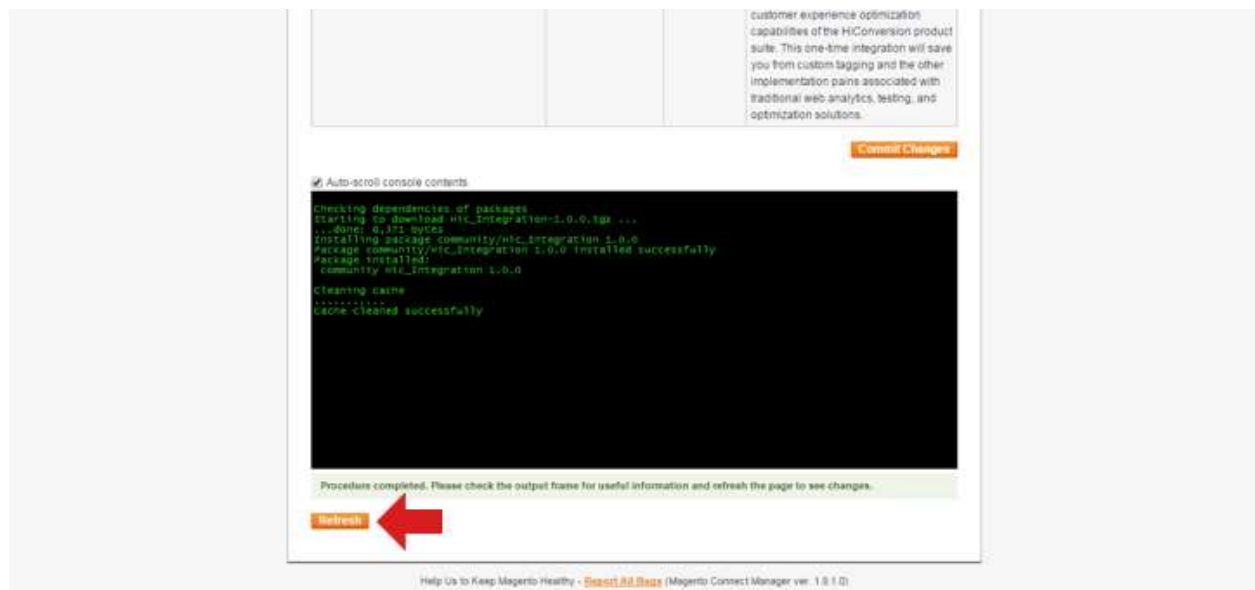 customer experience optimization
capabilities of the HiConversion product
suite. This one-time integration will save
you from custom tagging and the other
implementation pains associated with
traditional web analytics, testing, and
optimization solutions.
Commit Changes
Auto-scroll console contents
Checking dependencies of packages
Starting to download Hic_Integration-1.0.0.tgz ...
...done: 6,371 bytes
Installing package community/Hic_Integration 1.0.0
Package community/Hic_Integration 1.0.0 installed successfully
Package installed:
community Hic_Integration 1.0.0
Cleaning cache
...........
Cache cleaned successfully
Procedure completed. Please check the output frame for useful information and refresh the page to see changes.
Refresh
Help Us to Keep Magento Healthy - Report All Bugs (Magento Connect Manager ver. 1.8.1.0)